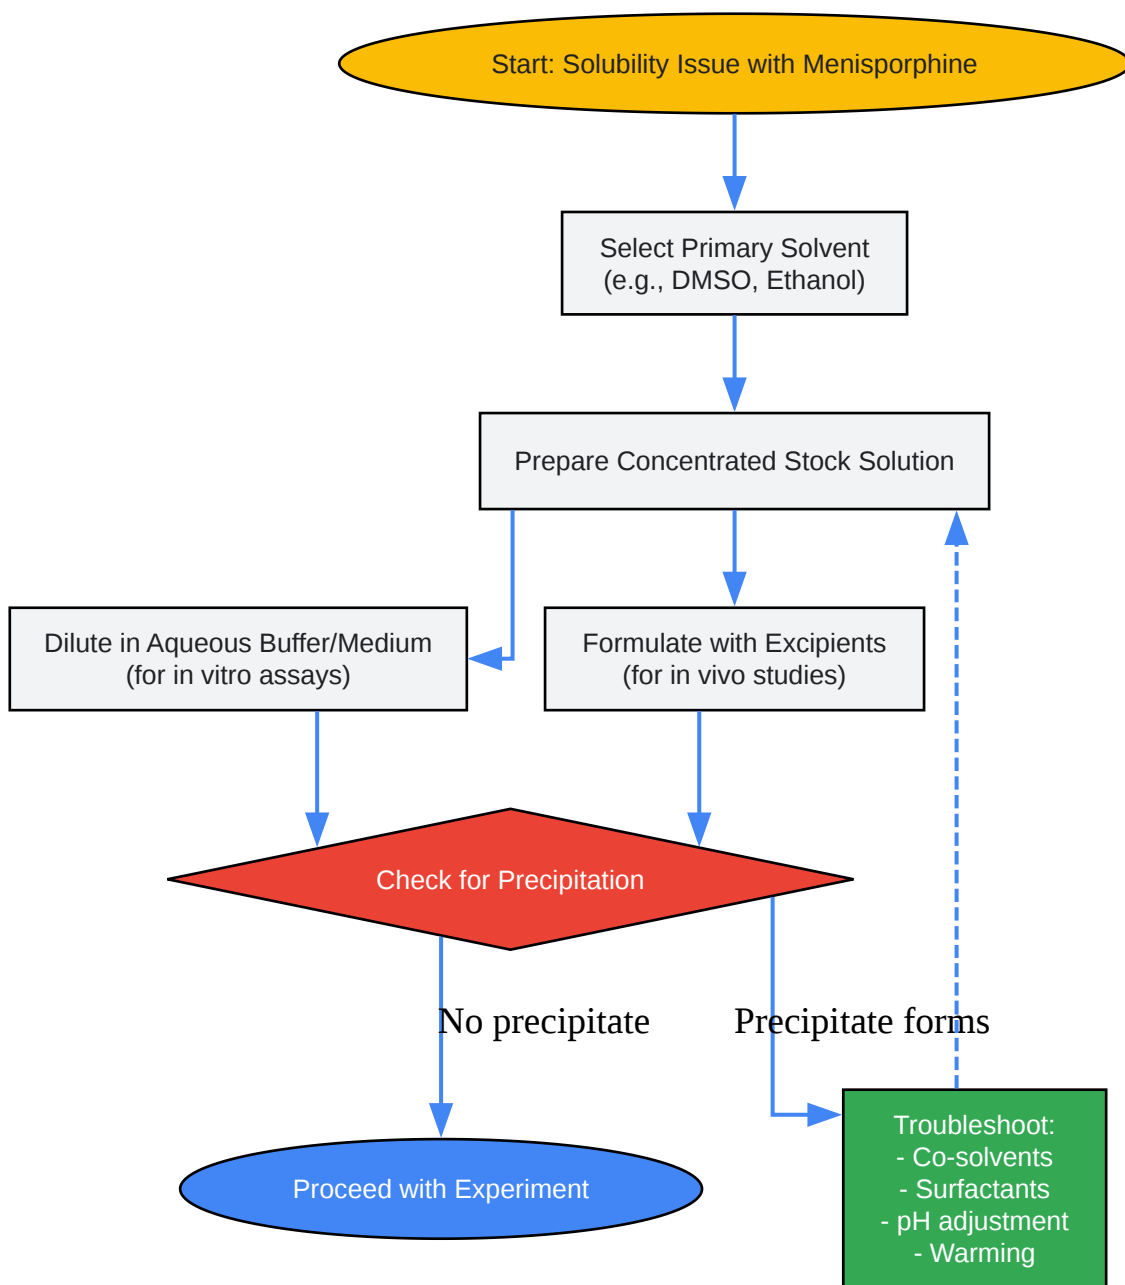 Start: Solubility Issue with Menisporphine
Select Primary Solvent
(e.g., DMSO, Ethanol)
Prepare Concentrated Stock Solution
Dilute in Aqueous Buffer/Medium
(for in vitro assays)
Formulate with Excipients
(for in vivo studies)
Check for Precipitation
No precipitate
Precipitate forms
Proceed with Experiment
Troubleshoot:
- Co-solvents
- Surfactants
- pH adjustment
- Warming